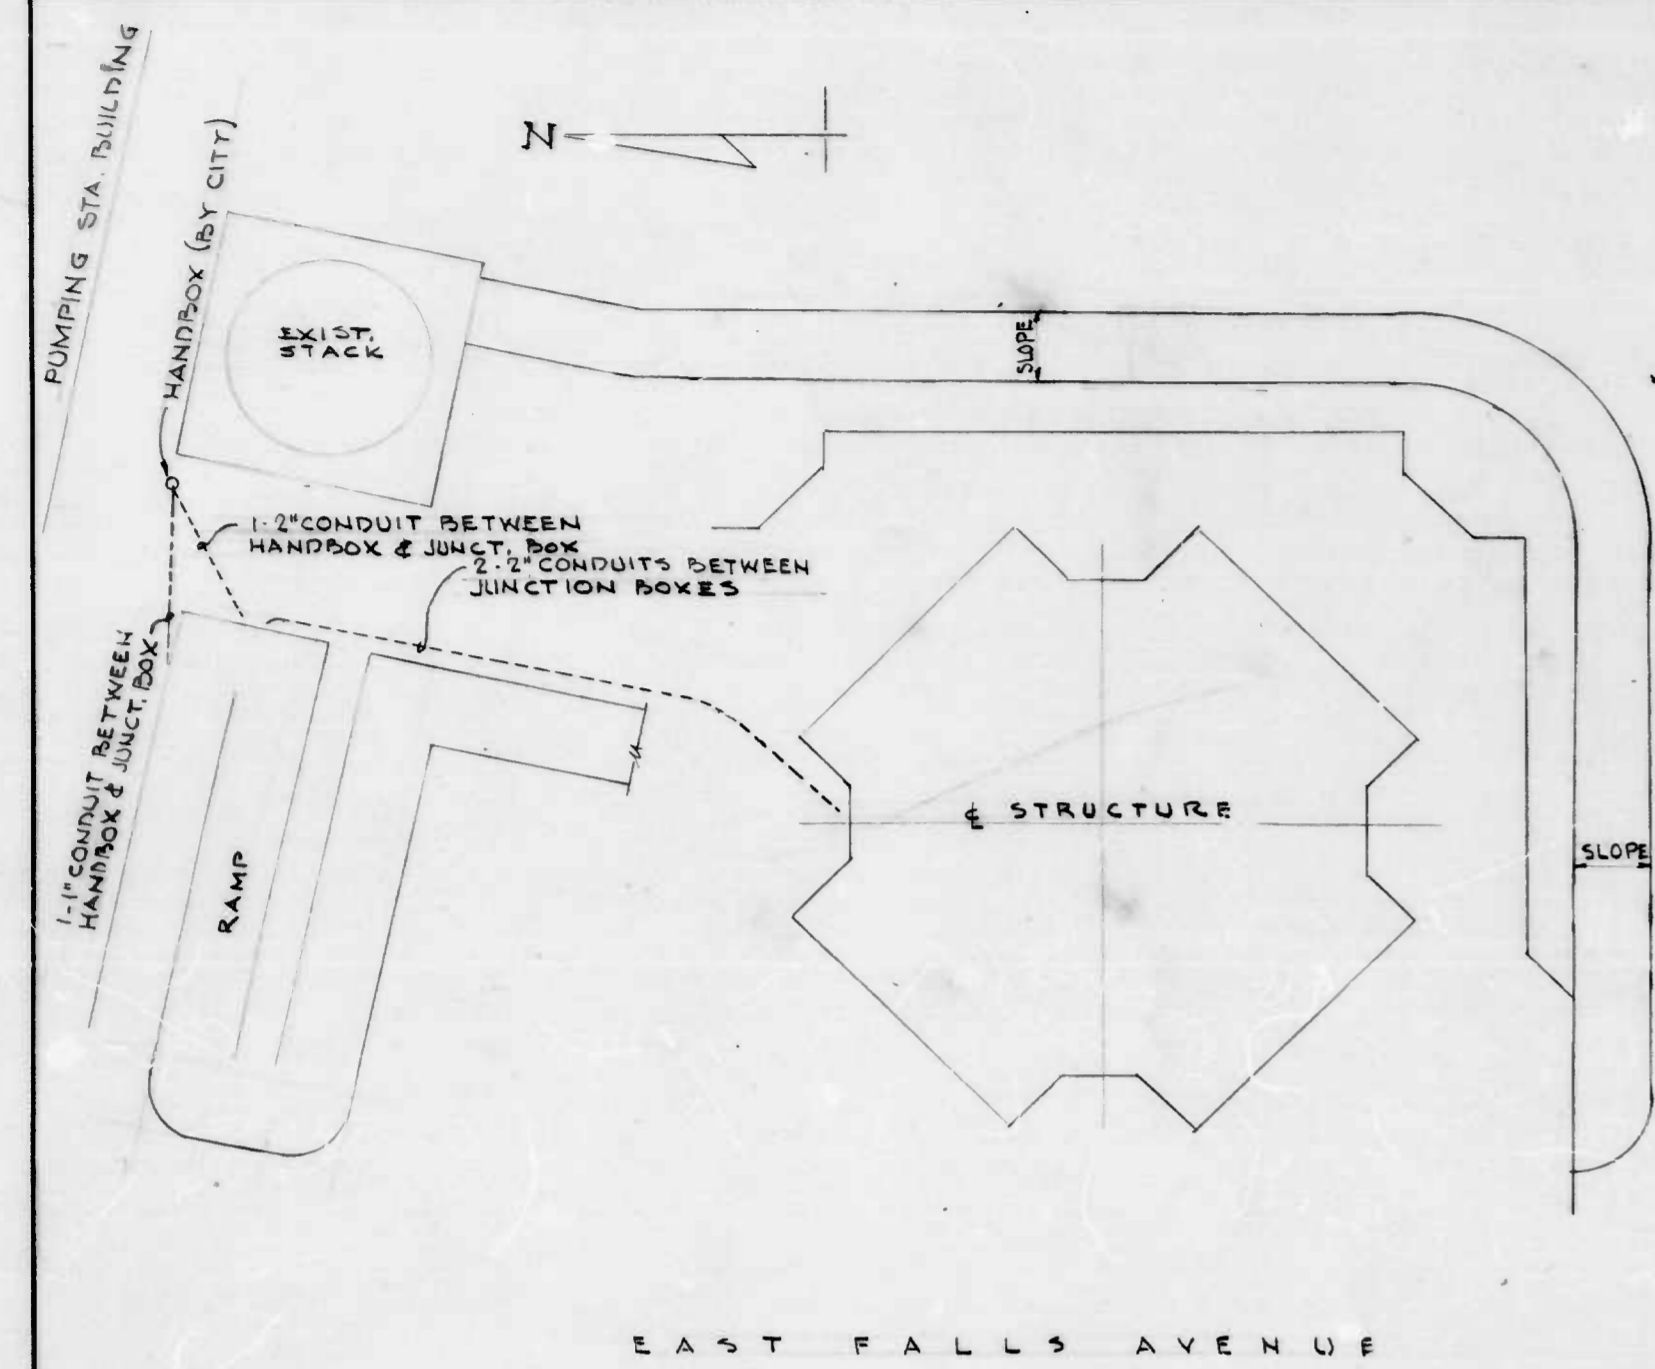 PUMPING STA. BUILDING
HANDBOX (BY CITY)
N
EXIST.
STACK
SLOPE
1-2" CONDUIT BETWEEN
HANDBOX & JUNCT. BOX
2-2" CONDUITS BETWEEN
JUNCTION BOXES
1-1" CONDUIT BETWEEN
HANDBOX & JUNCT. BOX
RAMP
℄ STRUCTURE
SLOPE
EAST FALLS AVENUE